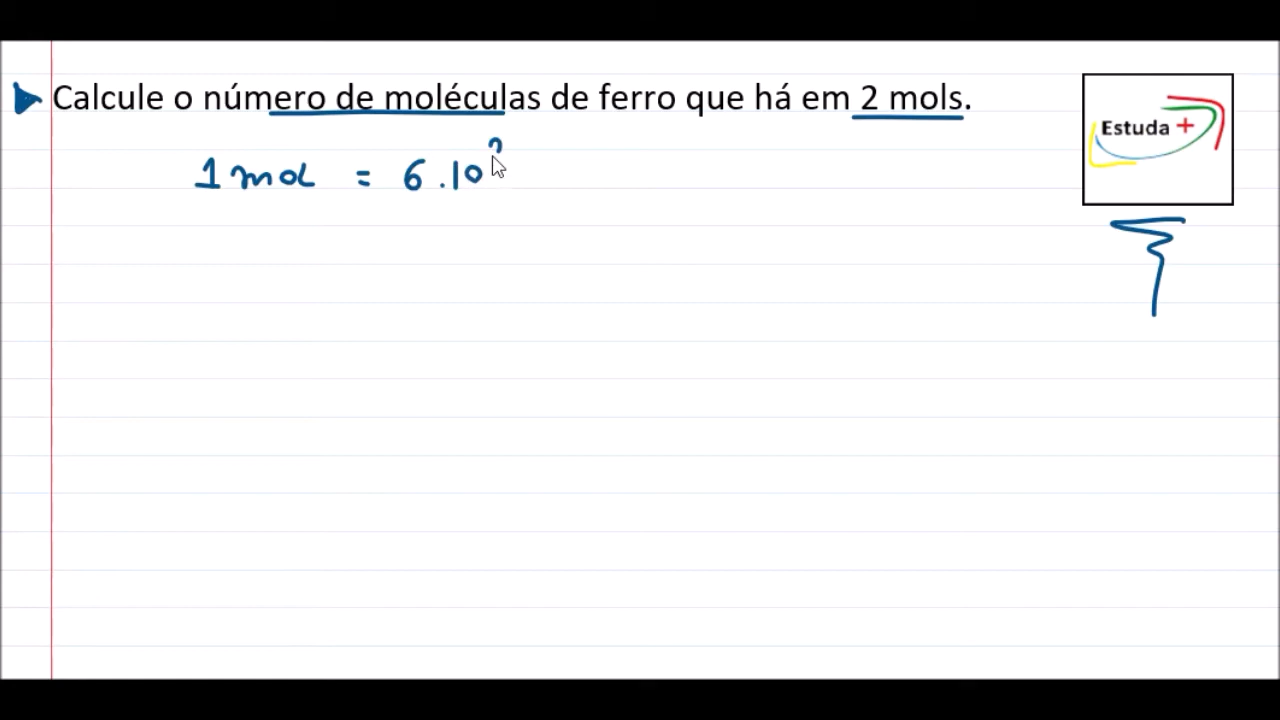 Calcule o número de moléculas de ferro que há em 2 mols.
Estuda +
1 mol = 6.10